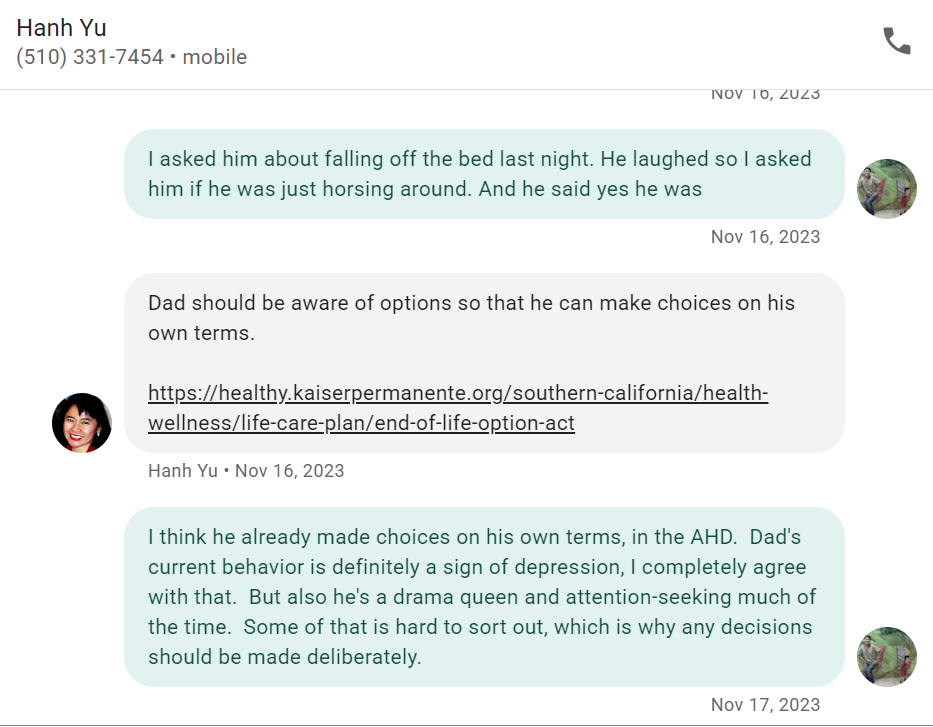 Hanh Yu
(510) 331-7454 • mobile
Nov 16, 2023
I asked him about falling off the bed last night. He laughed so I asked
him if he was just horsing around. And he said yes he was
Nov 16, 2023
Dad should be aware of options so that he can make choices on his
own terms.
https://healthy.kaiserpermanente.org/southern-california/health-
wellness/life-care-plan/end-of-life-option-act
Hanh Yu • Nov 16, 2023
I think he already made choices on his own terms, in the AHD.  Dad's
current behavior is definitely a sign of depression, I completely agree
with that.  But also he's a drama queen and attention-seeking much of
the time.  Some of that is hard to sort out, which is why any decisions
should be made deliberately.
Nov 17, 2023